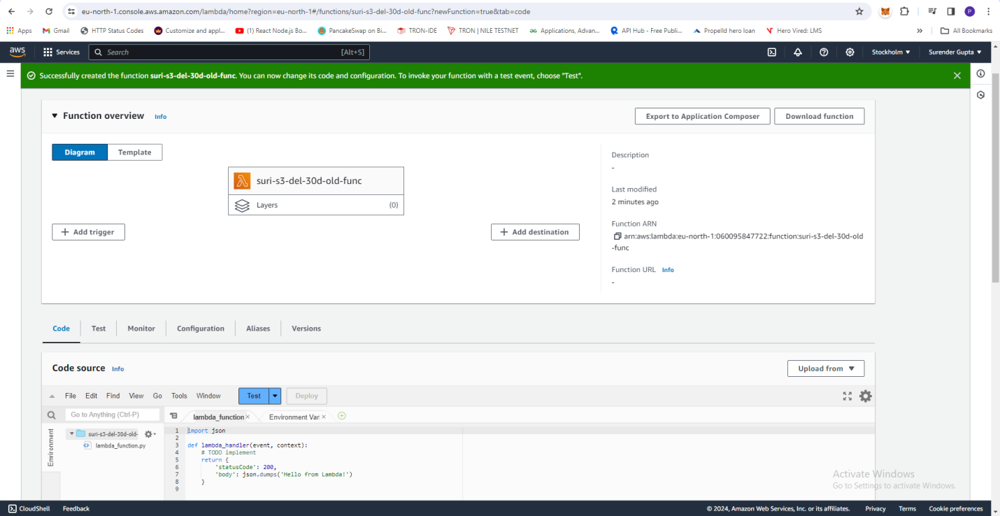 eu-north-1.console.aws.amazon.com/lambda/home?region=eu-north-1#/functions/suri-s3-del-30d-old-func?newFunction=true&tab=code
P
Apps Gmail HTTP Status Codes Customize and appl... (1) React Node.js Bo... PancakeSwap on Bi... TRON-IDE TRON | NILE TESTNET Applications, Advan... API Hub - Free Publi... Propelld hero loan Hero Vired: LMS » All Bookmarks
aws Services Search [Alt+S] Stockholm ▼ Surender Gupta ▼
Successfully created the function suri-s3-del-30d-old-func. You can now change its code and configuration. To invoke your function with a test event, choose "Test".
▼ Function overview Info Export to Application Composer Download function
Diagram Template
suri-s3-del-30d-old-func
Layers (0)
+ Add trigger
+ Add destination
Description
-
Last modified
2 minutes ago
Function ARN
arn:aws:lambda:eu-north-1:060095847722:function:suri-s3-del-30d-old
-func
Function URL Info
-
Code Test Monitor Configuration Aliases Versions
Code source Info Upload from ▼
File Edit Find View Go Tools Window Test Deploy
Go to Anything (Ctrl-P) lambda_function × Environment Var ×
Environment
suri-s3-del-30d-old-
lambda_function.py
1 import json
2
3 def lambda_handler(event, context):
4     # TODO implement
5     return {
6         'statusCode': 200,
7         'body': json.dumps('Hello from Lambda!')
8     }
9
Activate Windows
Go to Settings to activate Windows.
CloudShell Feedback © 2024, Amazon Web Services, Inc. or its affiliates. Privacy Terms Cookie preferences